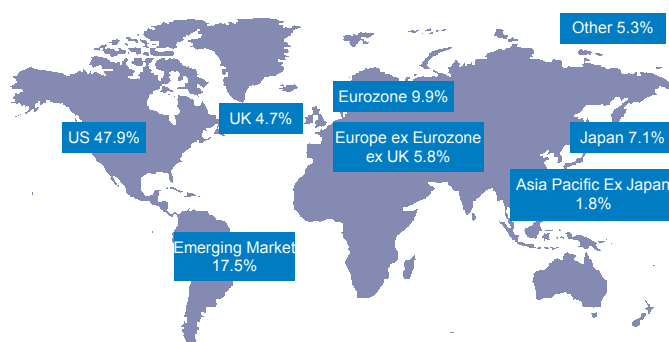 Other 5.3%
Eurozone 9.9%
UK 4.7%
US 47.9%
Europe ex Eurozone
ex UK 5.8%
Japan 7.1%
Asia Pacific Ex Japan
1.8%
Emerging Market
17.5%